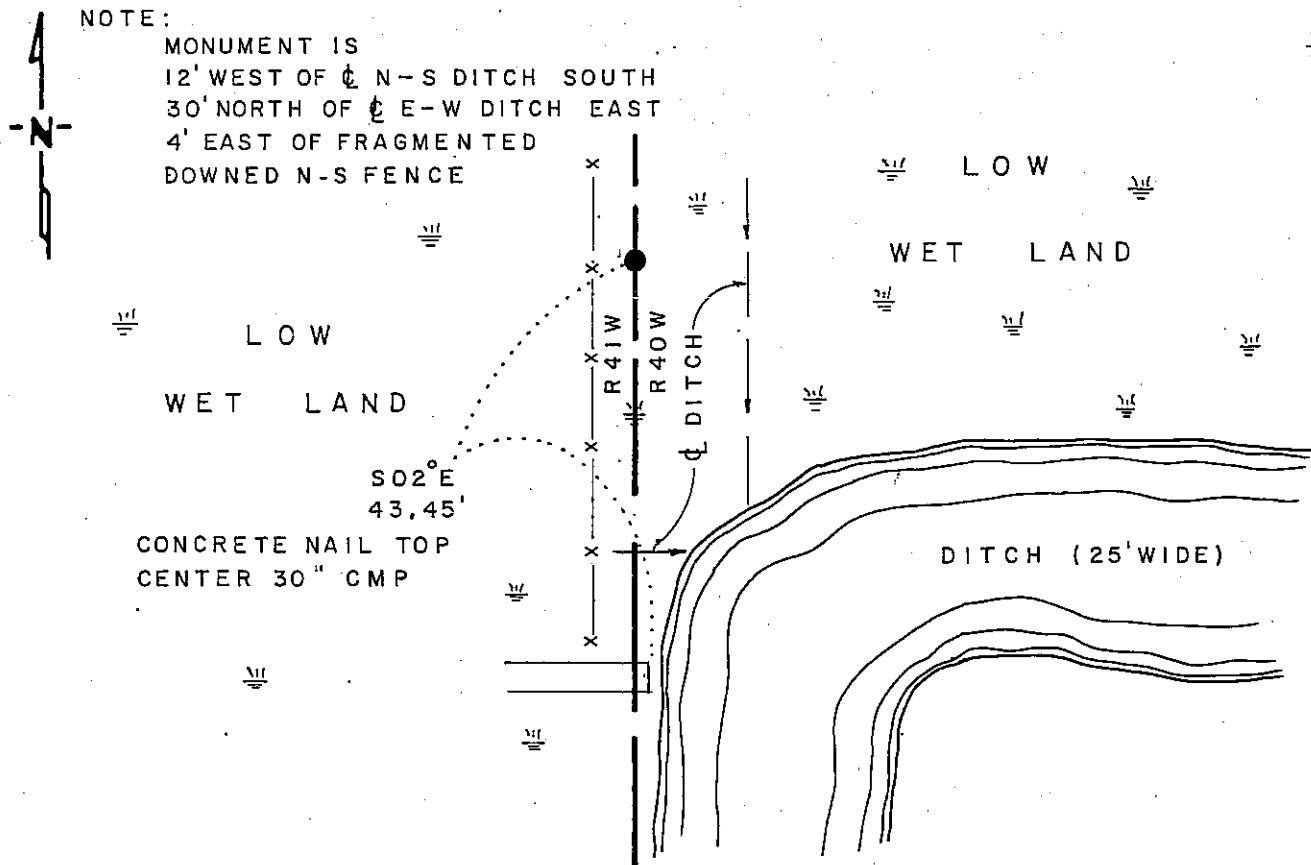 NOTE:
MONUMENT IS
12' WEST OF ℄ N-S DITCH SOUTH
30' NORTH OF ℄ E-W DITCH EAST
4' EAST OF FRAGMENTED
DOWNED N-S FENCE
N
LOW
WET LAND
LOW
WET LAND
R41W
R40W
℄ DITCH
S02°E
43.45'
CONCRETE NAIL TOP
CENTER 30" CMP
DITCH (25' WIDE)